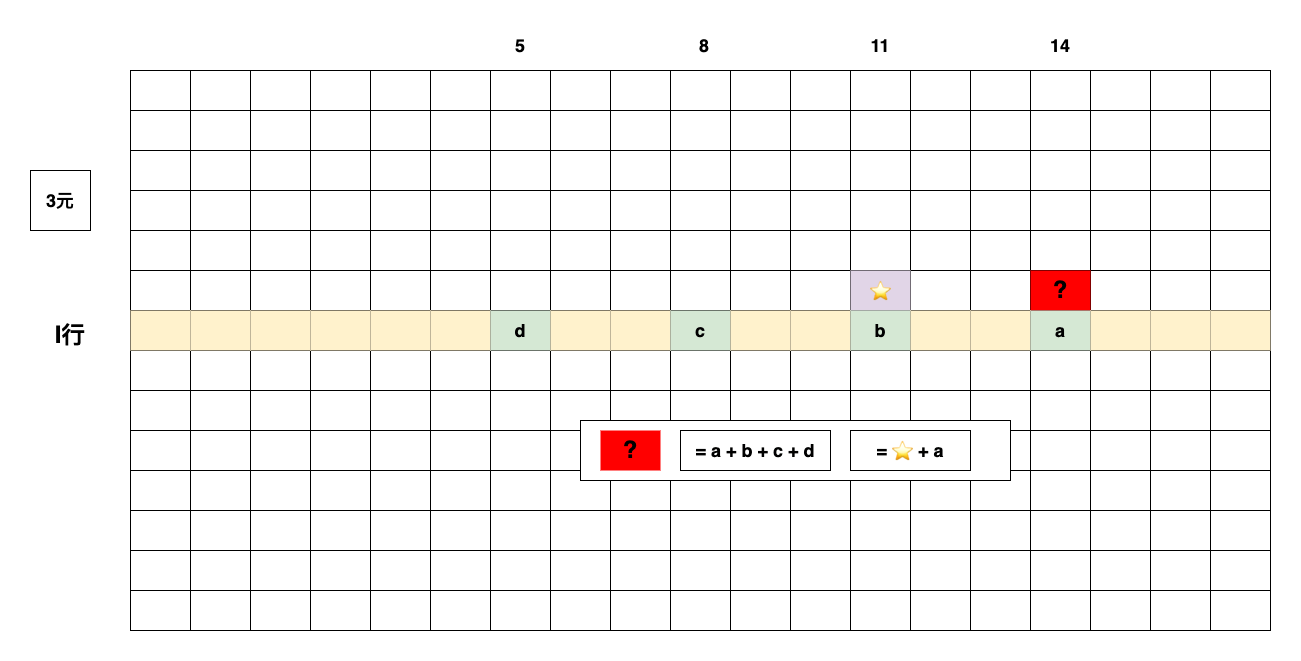 5 8 11 14
3元
⭐ ?
I行 d c b a
? = a + b + c + d = ⭐ + a